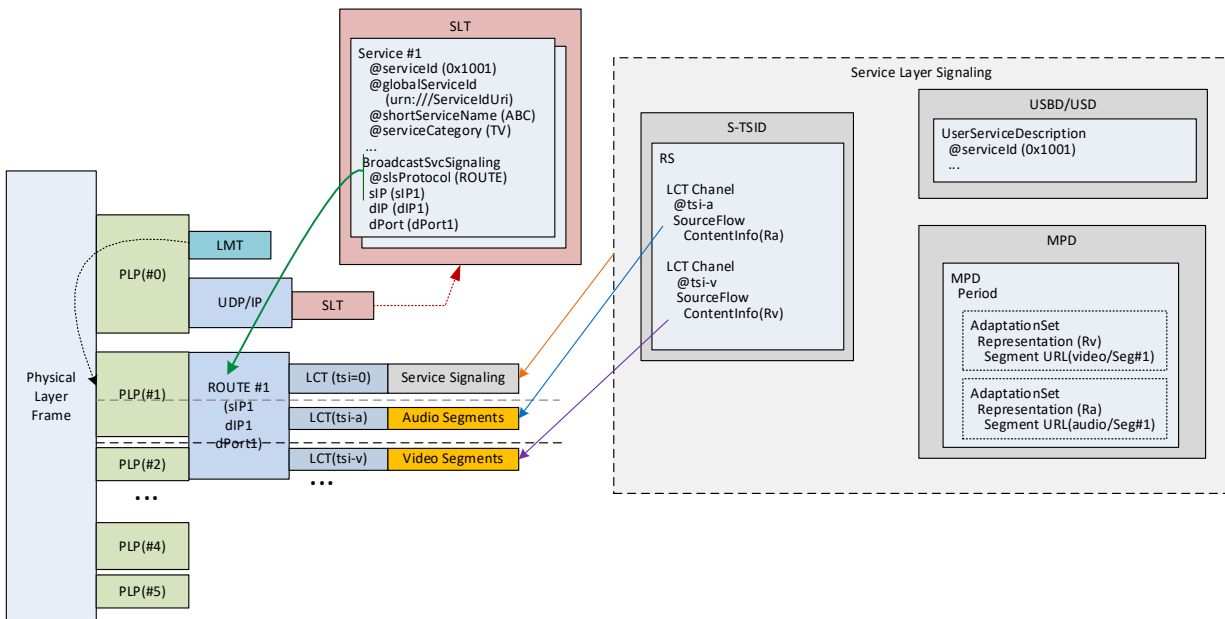 SLT
Service #1
@serviceId (0x1001)
@globalServiceId
(urn:///ServiceIdUri)
@shortServiceName (ABC)
@serviceCategory (TV)
...
BroadcastSvcSignaling
@slsProtocol (ROUTE)
sIP (sIP1)
dIP (dIP1)
dPort (dPort1)
Physical
Layer
Frame
PLP(#0)
LMT
UDP/IP
SLT
PLP(#1)
ROUTE #1
(sIP1
dIP1
dPort1)
LCT (tsi=0)
Service Signaling
LCT(tsi-a)
Audio Segments
LCT(tsi-v)
Video Segments
...
PLP(#2)
...
PLP(#4)
PLP(#5)
Service Layer Signaling
S-TSID
RS
LCT Chanel
@tsi-a
SourceFlow
ContentInfo(Ra)
LCT Chanel
@tsi-v
SourceFlow
ContentInfo(Rv)
USBD/USD
UserServiceDescription
@serviceId (0x1001)
...
MPD
MPD
Period
AdaptationSet
Representation (Rv)
Segment URL(video/Seg#1)
AdaptationSet
Representation (Ra)
Segment URL(audio/Seg#1)